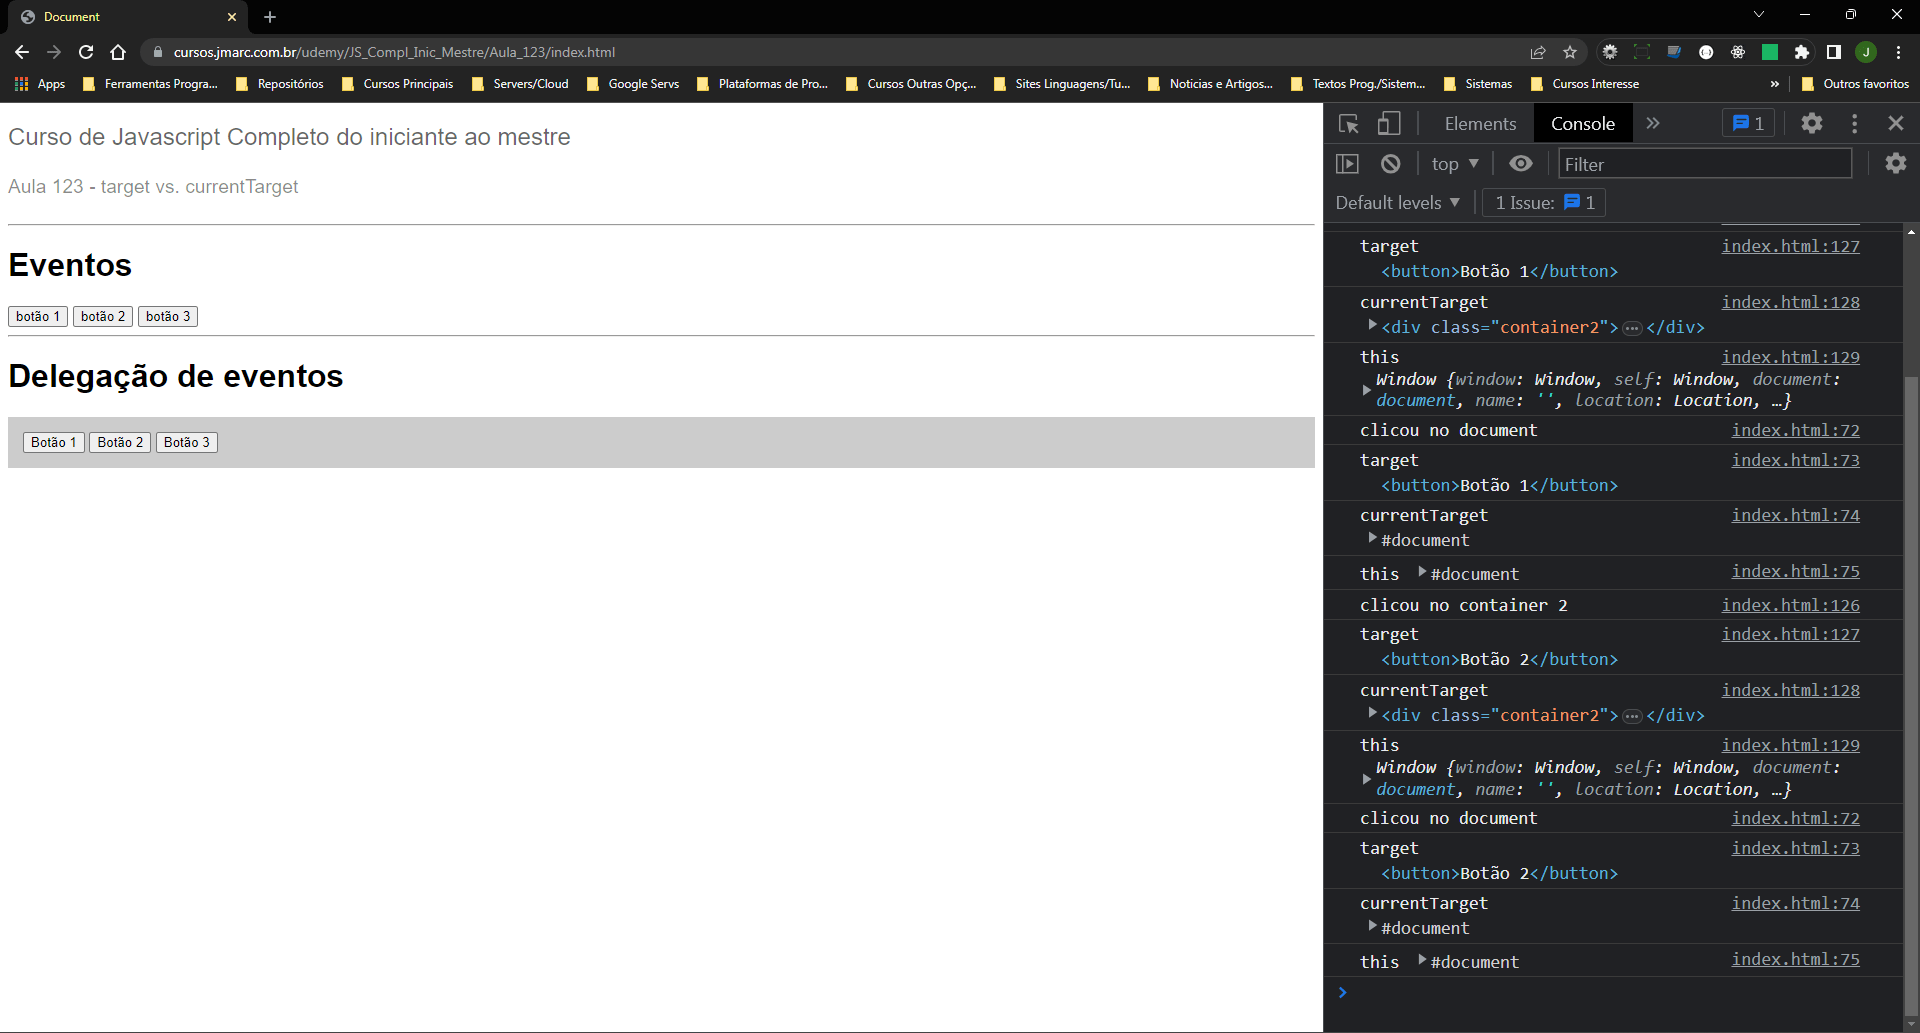 Document
cursos.jmarc.com.br/udemy/JS_Compl_Inic_Mestre/Aula_123/index.html
J
Apps Ferramentas Progra... Repositórios Cursos Principais Servers/Cloud Google Servs Plataformas de Pro... Cursos Outras Opç... Sites Linguagens/Tu... Noticias e Artigos... Textos Prog./Sistem... Sistemas Cursos Interesse » Outros favoritos
Curso de Javascript Completo do iniciante ao mestre
Aula 123 - target vs. currentTarget
Eventos
botão 1 botão 2 botão 3
Delegação de eventos
Botão 1 Botão 2 Botão 3
Elements Console » 1
top Filter
Default levels 1 Issue: 1
target index.html:127
<button>Botão 1</button>
currentTarget index.html:128
<div class="container2">…</div>
this index.html:129
Window {window: Window, self: Window, document:
document, name: '', location: Location, …}
clicou no document index.html:72
target index.html:73
<button>Botão 1</button>
currentTarget index.html:74
#document
this #document index.html:75
clicou no container 2 index.html:126
target index.html:127
<button>Botão 2</button>
currentTarget index.html:128
<div class="container2">…</div>
this index.html:129
Window {window: Window, self: Window, document:
document, name: '', location: Location, …}
clicou no document index.html:72
target index.html:73
<button>Botão 2</button>
currentTarget index.html:74
#document
this #document index.html:75